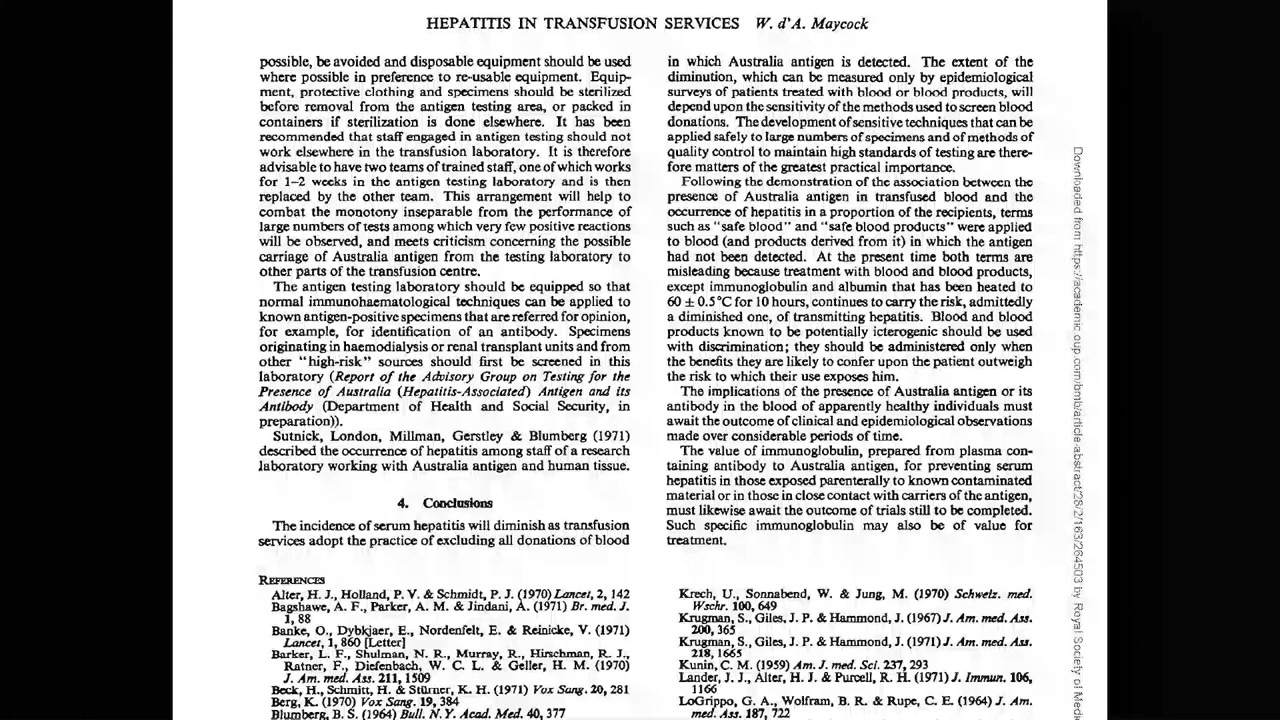 HEPATITIS IN TRANSFUSION SERVICES W. d'A. Maycock
possible, be avoided and disposable equipment should be used
where possible in preference to re-usable equipment. Equip-
ment, protective clothing and specimens should be sterilized
before removal from the antigen testing area, or packed in
containers if sterilization is done elsewhere. It has been
recommended that staff engaged in antigen testing should not
work elsewhere in the transfusion laboratory. It is therefore
advisable to have two teams of trained staff, one of which works
for 1–2 weeks in the antigen testing laboratory and is then
replaced by the other team. This arrangement will help to
combat the monotony inseparable from the performance of
large numbers of tests among which very few positive reactions
will be observed, and meets criticism concerning the possible
carriage of Australia antigen from the testing laboratory to
other parts of the transfusion centre.
The antigen testing laboratory should be equipped so that
normal immunohaematological techniques can be applied to
known antigen-positive specimens that are referred for opinion,
for example, for identification of an antibody. Specimens
originating in haemodialysis or renal transplant units and from
other "high-risk" sources should first be screened in this
laboratory (Report of the Advisory Group on Testing for the
Presence of Australia (Hepatitis-Associated) Antigen and its
Antibody (Department of Health and Social Security, in
preparation)).
Sutnick, London, Millman, Gerstley & Blumberg (1971)
described the occurrence of hepatitis among staff of a research
laboratory working with Australia antigen and human tissue.
4. Conclusions
The incidence of serum hepatitis will diminish as transfusion
services adopt the practice of excluding all donations of blood
in which Australia antigen is detected. The extent of the
diminution, which can be measured only by epidemiological
surveys of patients treated with blood or blood products, will
depend upon the sensitivity of the methods used to screen blood
donations. The development of sensitive techniques that can be
applied safely to large numbers of specimens and of methods of
quality control to maintain high standards of testing are there-
fore matters of the greatest practical importance.
Following the demonstration of the association between the
presence of Australia antigen in transfused blood and the
occurrence of hepatitis in a proportion of the recipients, terms
such as "safe blood" and "safe blood products" were applied
to blood (and products derived from it) in which the antigen
had not been detected. At the present time both terms are
misleading because treatment with blood and blood products,
except immunoglobulin and albumin that has been heated to
60 ± 0.5°C for 10 hours, continues to carry the risk, admittedly
a diminished one, of transmitting hepatitis. Blood and blood
products known to be potentially icterogenic should be used
with discrimination; they should be administered only when
the benefits they are likely to confer upon the patient outweigh
the risk to which their use exposes him.
The implications of the presence of Australia antigen or its
antibody in the blood of apparently healthy individuals must
await the outcome of clinical and epidemiological observations
made over considerable periods of time.
The value of immunoglobulin, prepared from plasma con-
taining antibody to Australia antigen, for preventing serum
hepatitis in those exposed parenterally to known contaminated
material or in those in close contact with carriers of the antigen,
must likewise await the outcome of trials still to be completed.
Such specific immunoglobulin may also be of value for
treatment.
REFERENCES
Alter, H. J., Holland, P. V. & Schmidt, P. J. (1970) Lancet, 2, 142
Bagshawe, A. F., Parker, A. M. & Jindani, A. (1971) Br. med. J.
1, 88
Banke, O., Dybkjaer, E., Nordenfelt, E. & Reinicke, V. (1971)
Lancet, 1, 860 [Letter]
Barker, L. F., Shulman, N. R., Murray, R., Hirschman, R. J.,
Ratner, F., Diefenbach, W. C. L. & Geller, H. M. (1970)
J. Am. med. Ass. 211, 1509
Beck, H., Schmitt, H. & Stürner, K. H. (1971) Vox Sang. 20, 281
Berg, K. (1970) Vox Sang. 19, 384
Blumberg, B. S. (1964) Bull. N. Y. Acad. Med. 40, 377
Krech, U., Sonnabend, W. & Jung, M. (1970) Schweiz. med.
Wschr. 100, 649
Krugman, S., Giles, J. P. & Hammond, J. (1967) J. Am. med. Ass.
200, 365
Krugman, S., Giles, J. P. & Hammond, J. (1971) J. Am. med. Ass.
218, 1665
Kunin, C. M. (1959) Am. J. med. Sci. 237, 293
Lander, J. J., Alter, H. J. & Purcell, R. H. (1971) J. Immun. 106,
1166
LoGrippo, G. A., Wolfram, B. R. & Rupe, C. E. (1964) J. Am.
med. Ass. 187, 722
Downloaded from https://academic.oup.com/bmb/article-abstract/28/2/163/264503 by Royal Society of Medi